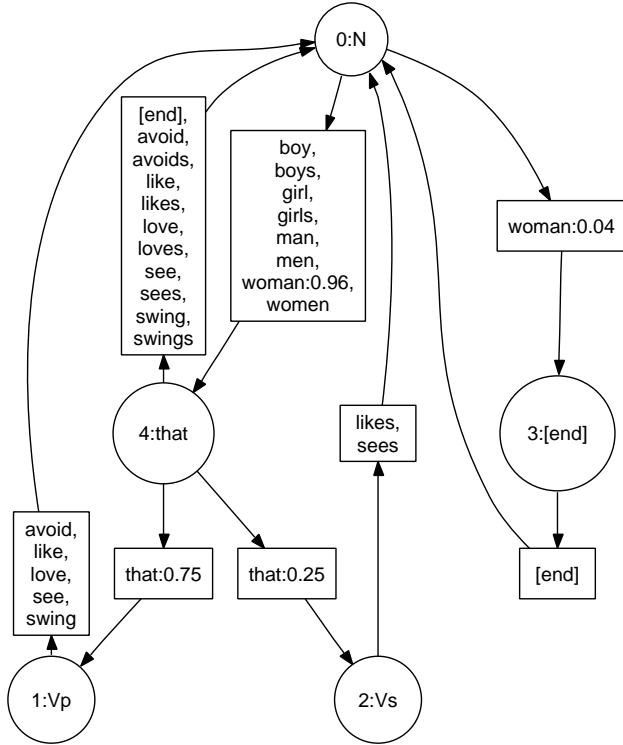 0:N
[end],
avoid,
avoids,
like,
likes,
love,
loves,
see,
sees,
swing,
swings
boy,
boys,
girl,
girls,
man,
men,
woman:0.96,
women
woman:0.04
4:that
likes,
sees
3:[end]
avoid,
like,
love,
see,
swing
that:0.75
that:0.25
[end]
1:Vp
2:Vs